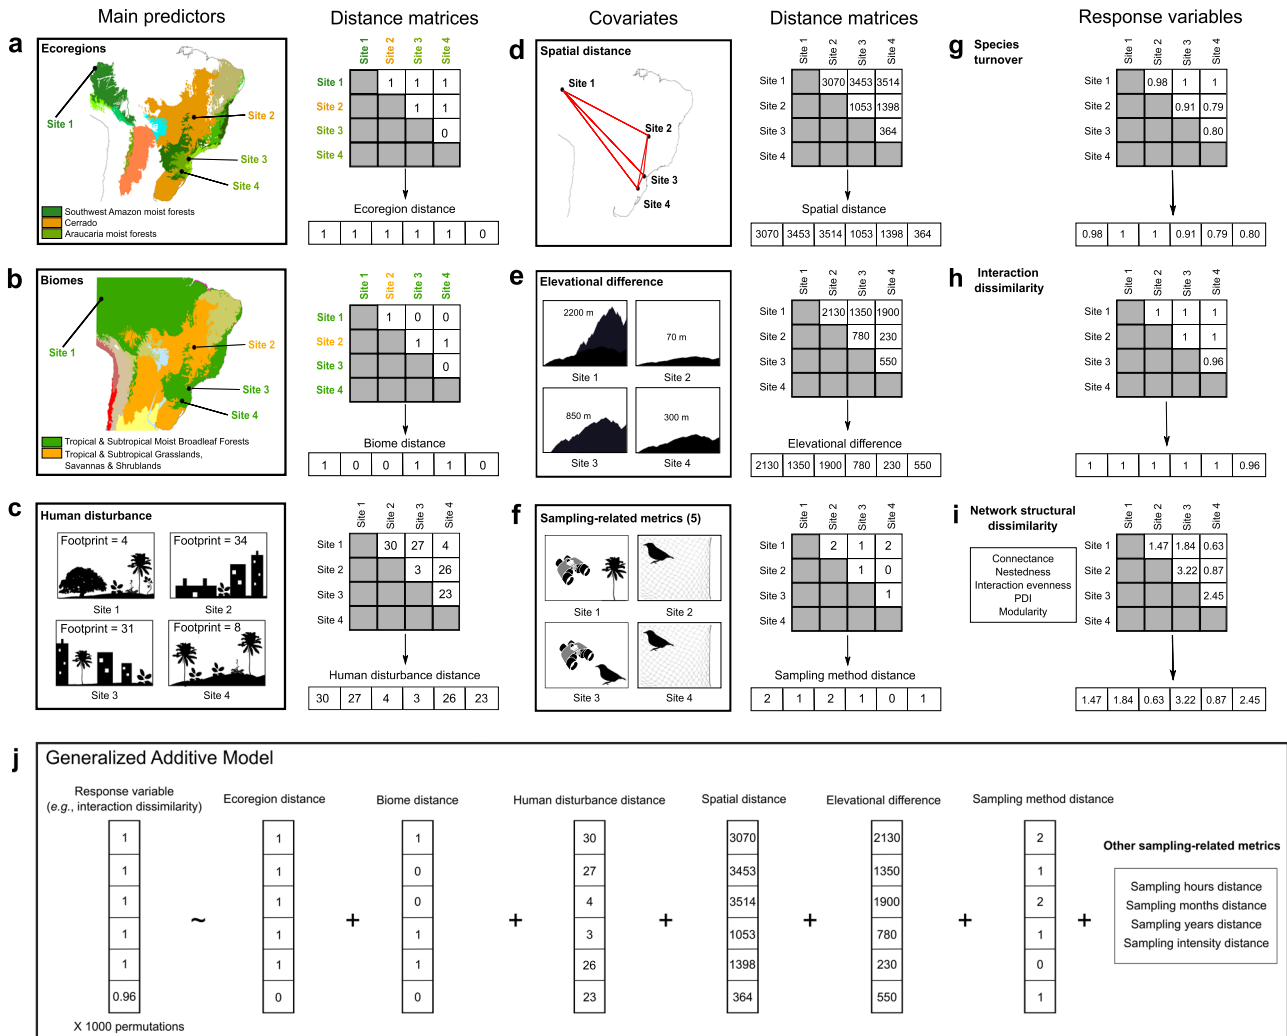 Main predictors
Distance matrices
Covariates
Distance matrices
Response variables
a
Ecoregions
Site 1
Site 2
Site 3
Site 4
Southwest Amazon moist forests
Cerrado
Araucaria moist forests
Site 1
Site 2
Site 3
Site 4
Site 1 1 1 1
Site 2 1 1
Site 3 0
Site 4
Ecoregion distance
1 1 1 1 1 0
b
Biomes
Site 1
Site 2
Site 3
Site 4
Tropical & Subtropical Moist Broadleaf Forests
Tropical & Subtropical Grasslands,
Savannas & Shrublands
Site 1
Site 2
Site 3
Site 4
Site 1 1 0 0
Site 2 1 1
Site 3 0
Site 4
Biome distance
1 0 0 1 1 0
c
Human disturbance
Footprint = 4
Footprint = 34
Site 1
Site 2
Footprint = 31
Footprint = 8
Site 3
Site 4
Site 1
Site 2
Site 3
Site 4
Site 1 30 27 4
Site 2 3 26
Site 3 23
Site 4
Human disturbance distance
30 27 4 3 26 23
d
Spatial distance
Site 1
Site 2
Site 3
Site 4
Site 1
Site 2
Site 3
Site 4
Site 1 3070 3453 3514
Site 2 1053 1398
Site 3 364
Site 4
Spatial distance
3070 3453 3514 1053 1398 364
e
Elevational difference
2200 m
70 m
Site 1
Site 2
850 m
300 m
Site 3
Site 4
Site 1
Site 2
Site 3
Site 4
Site 1 2130 1350 1900
Site 2 780 230
Site 3 550
Site 4
Elevational difference
2130 1350 1900 780 230 550
f
Sampling-related metrics (5)
Site 1
Site 2
Site 3
Site 4
Site 1
Site 2
Site 3
Site 4
Site 1 2 1 2
Site 2 1 0
Site 3 1
Site 4
Sampling method distance
2 1 2 1 0 1
g
Species
turnover
Site 1
Site 2
Site 3
Site 4
Site 1 0.98 1 1
Site 2 0.91 0.79
Site 3 0.80
Site 4
0.98 1 1 0.91 0.79 0.80
h
Interaction
dissimilarity
Site 1
Site 2
Site 3
Site 4
Site 1 1 1 1
Site 2 1 1
Site 3 0.96
Site 4
1 1 1 1 1 0.96
i
Network structural
dissimilarity
Connectance
Nestedness
Interaction evenness
PDI
Modularity
Site 1
Site 2
Site 3
Site 4
Site 1 1.47 1.84 0.63
Site 2 3.22 0.87
Site 3 2.45
Site 4
1.47 1.84 0.63 3.22 0.87 2.45
j
Generalized Additive Model
Response variable
(e.g., interaction dissimilarity)
1
1
1
1
1
0.96
X 1000 permutations
~
Ecoregion distance
1
1
1
1
1
0
+
Biome distance
1
0
0
1
1
0
+
Human disturbance distance
30
27
4
3
26
23
+
Spatial distance
3070
3453
3514
1053
1398
364
+
Elevational difference
2130
1350
1900
780
230
550
+
Sampling method distance
2
1
2
1
0
1
+
Other sampling-related metrics
Sampling hours distance
Sampling months distance
Sampling years distance
Sampling intensity distance